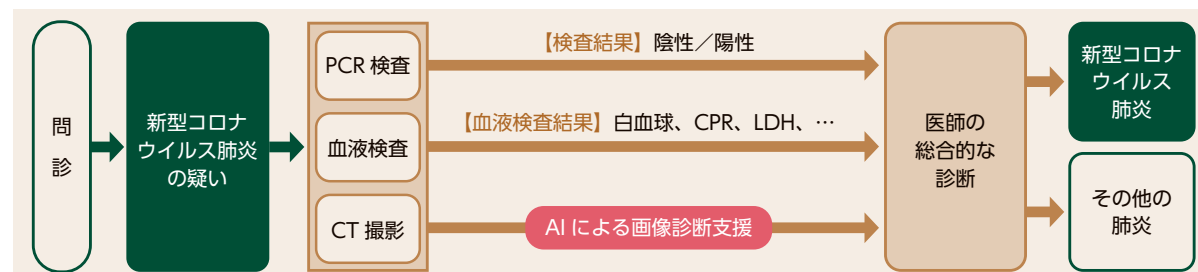 問
診
新型コロナ
ウイルス肺炎
の疑い
PCR 検査
血液検査
CT 撮影
【検査結果】陰性／陽性
【血液検査結果】白血球、CPR、LDH、…
AI による画像診断支援
医師の
総合的な
診断
新型コロナ
ウイルス
肺炎
その他の
肺炎